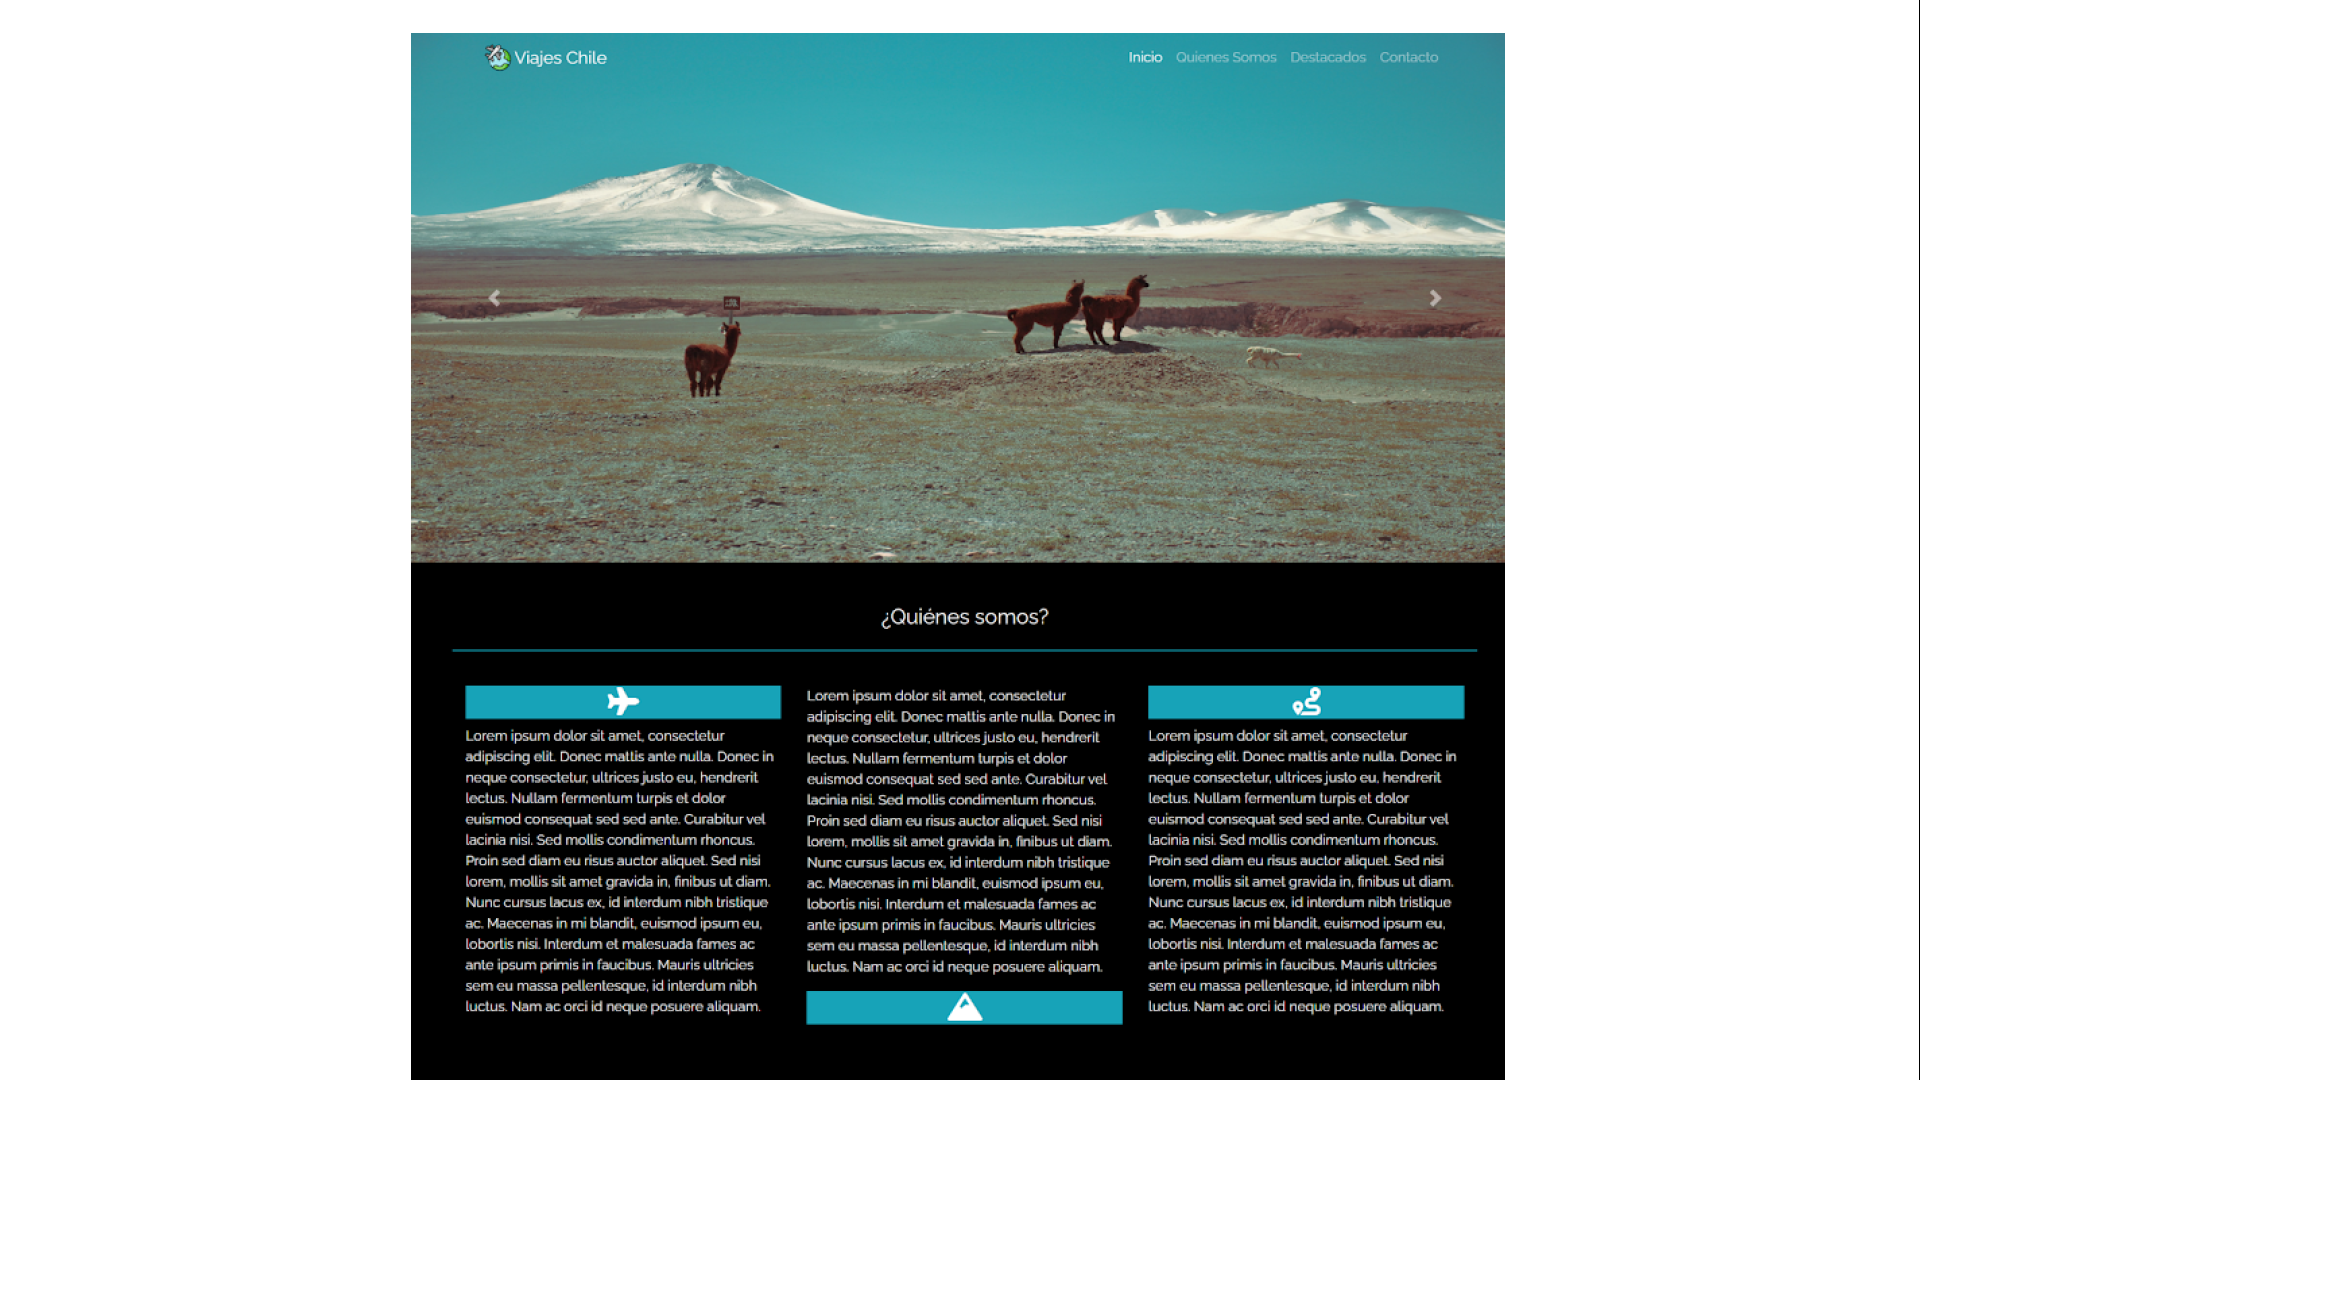 Viajes Chile
Inicio Quienes Somos Destacados Contacto
¿Quiénes somos?
Lorem ipsum dolor sit amet, consectetur
adipiscing elit. Donec mattis ante nulla. Donec in
neque consectetur, ultrices justo eu, hendrerit
lectus. Nullam fermentum turpis et dolor
euismod consequat sed sed ante. Curabitur vel
lacinia nisi. Sed mollis condimentum rhoncus.
Proin sed diam eu risus auctor aliquet. Sed nisi
lorem, mollis sit amet gravida in, finibus ut diam.
Nunc cursus lacus ex, id interdum nibh tristique
ac. Maecenas in mi blandit, euismod ipsum eu,
lobortis nisi. Interdum et malesuada fames ac
ante ipsum primis in faucibus. Mauris ultricies
sem eu massa pellentesque, id interdum nibh
luctus. Nam ac orci id neque posuere aliquam.
Lorem ipsum dolor sit amet, consectetur
adipiscing elit. Donec mattis ante nulla. Donec in
neque consectetur, ultrices justo eu, hendrerit
lectus. Nullam fermentum turpis et dolor
euismod consequat sed sed ante. Curabitur vel
lacinia nisi. Sed mollis condimentum rhoncus.
Proin sed diam eu risus auctor aliquet. Sed nisi
lorem, mollis sit amet gravida in, finibus ut diam.
Nunc cursus lacus ex, id interdum nibh tristique
ac. Maecenas in mi blandit, euismod ipsum eu,
lobortis nisi. Interdum et malesuada fames ac
ante ipsum primis in faucibus. Mauris ultricies
sem eu massa pellentesque, id interdum nibh
luctus. Nam ac orci id neque posuere aliquam.
Lorem ipsum dolor sit amet, consectetur
adipiscing elit. Donec mattis ante nulla. Donec in
neque consectetur, ultrices justo eu, hendrerit
lectus. Nullam fermentum turpis et dolor
euismod consequat sed sed ante. Curabitur vel
lacinia nisi. Sed mollis condimentum rhoncus.
Proin sed diam eu risus auctor aliquet. Sed nisi
lorem, mollis sit amet gravida in, finibus ut diam.
Nunc cursus lacus ex, id interdum nibh tristique
ac. Maecenas in mi blandit, euismod ipsum eu,
lobortis nisi. Interdum et malesuada fames ac
ante ipsum primis in faucibus. Mauris ultricies
sem eu massa pellentesque, id interdum nibh
luctus. Nam ac orci id neque posuere aliquam.